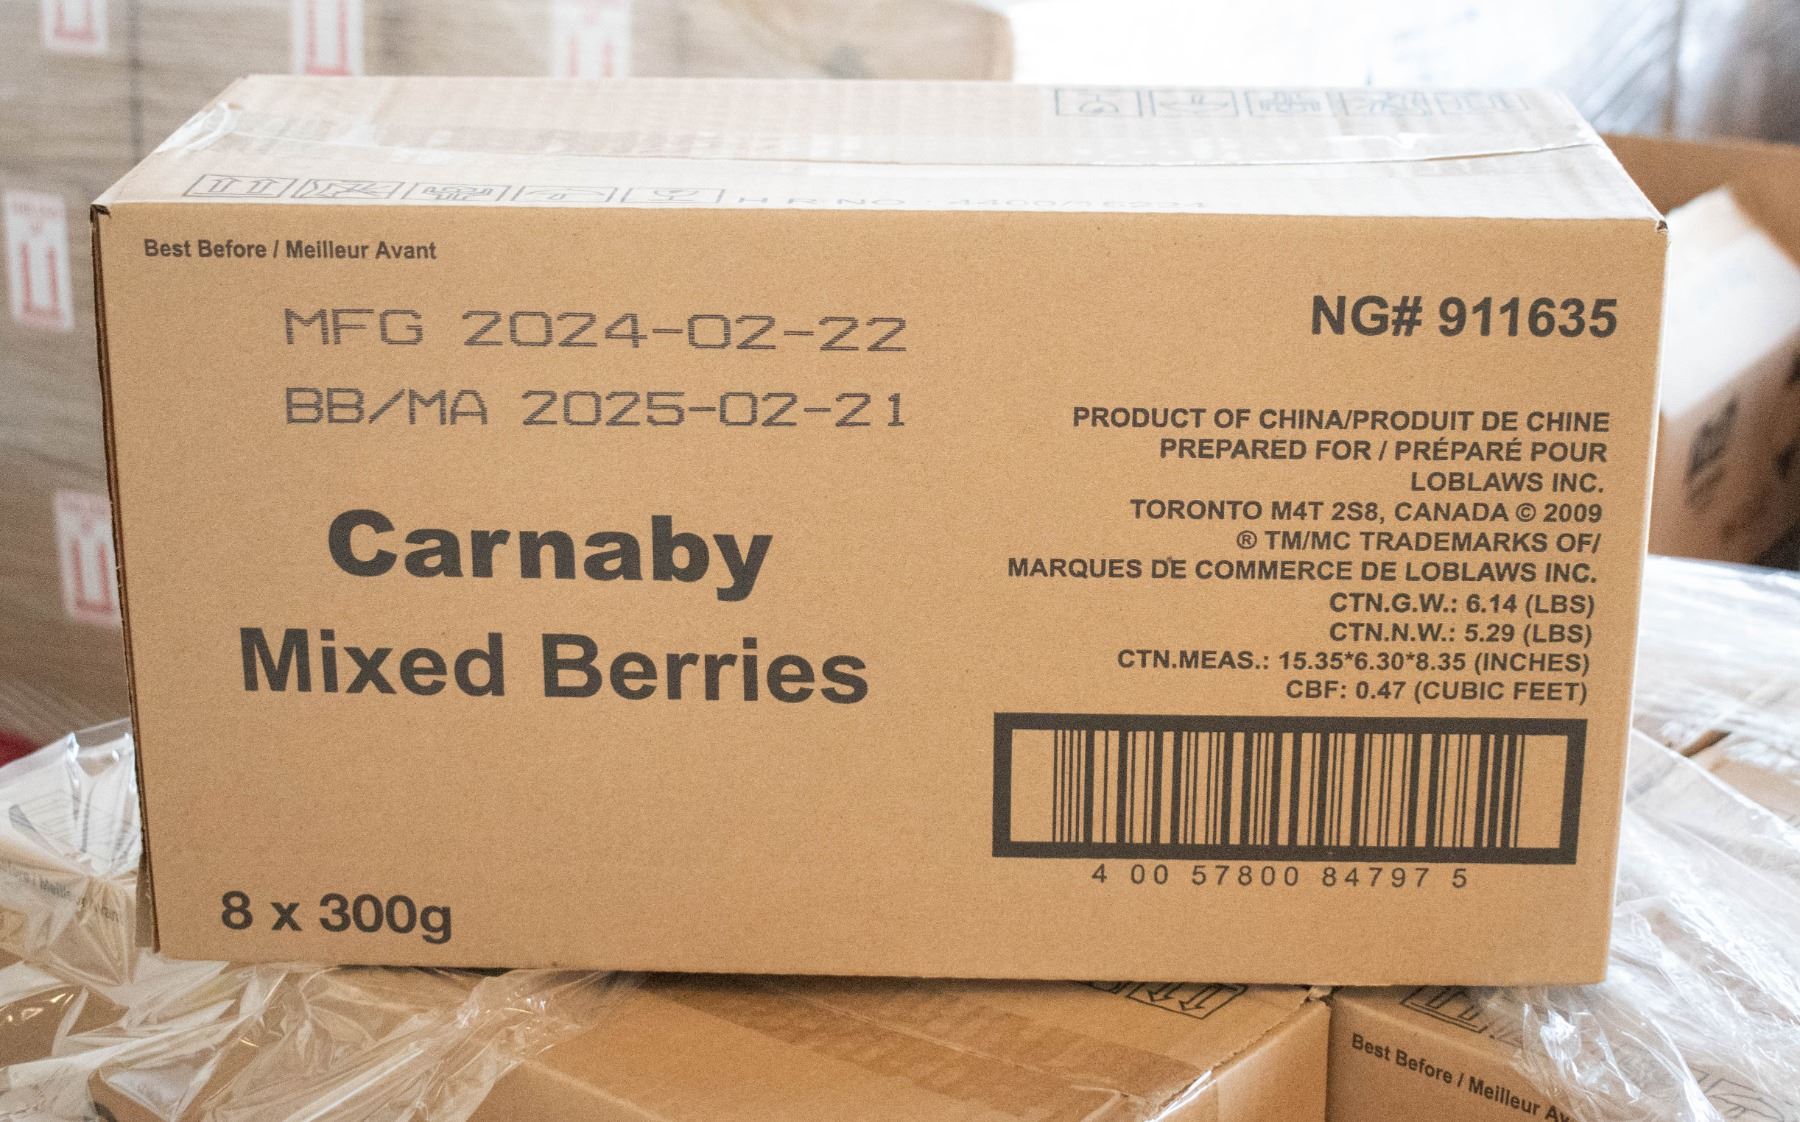 H R NO.:
Best Before / Meilleur Avant
MFG 2024-02-22
BB/MA 2025-02-21
NG# 911635
Carnaby
Mixed Berries
8 x 300g
PRODUCT OF CHINA/PRODUIT DE CHINE
PREPARED FOR / PRÉPARÉ POUR
LOBLAWS INC.
TORONTO M4T 2S8, CANADA © 2009
® TM/MC TRADEMARKS OF/
MARQUES DE COMMERCE DE LOBLAWS INC.
CTN.G.W.: 6.14 (LBS)
CTN.N.W.: 5.29 (LBS)
CTN.MEAS.: 15.35*6.30*8.35 (INCHES)
CBF: 0.47 (CUBIC FEET)
4 00 57800 84797 5
Best Before / Meilleur Av